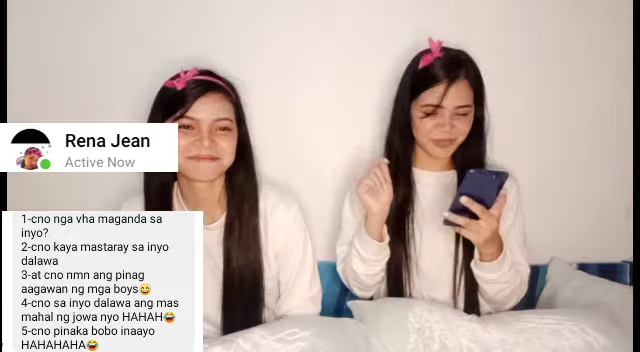 Rena Jean
Active Now
1-cno nga vha maganda sa
inyo?
2-cno kaya mastaray sa inyo
dalawa
3-at cno nmn ang pinag
aagawan ng mga boys😄
4-cno sa inyo dalawa ang mas
mahal ng jowa nyo HAHAH😂
5-cno pinaka bobo inaayo
HAHAHAHA😂